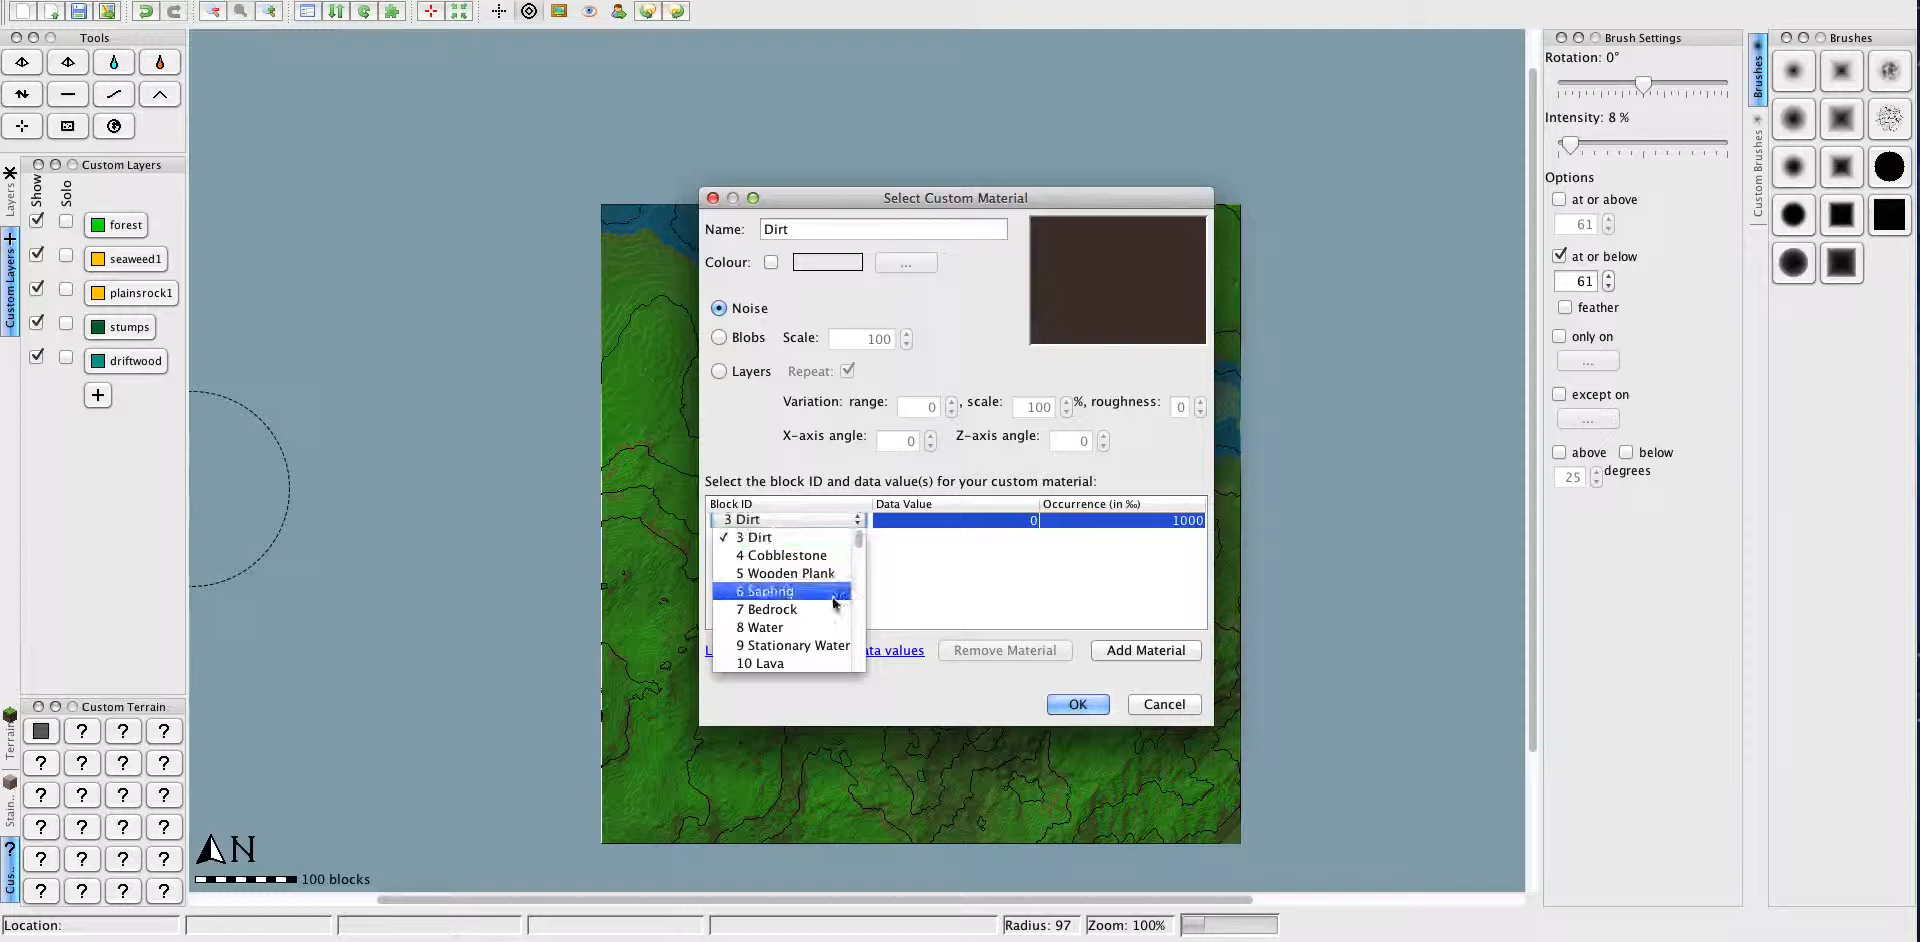 Tools
Custom Layers
Layers
Custom Layers
Show
Solo
forest
seaweed1
plainsrock1
stumps
driftwood
+
Custom Terrain
Terrain
Stain...
Cus...
?
? ? ?
? ? ? ?
? ? ? ?
? ? ? ?
? ? ? ?
? ? ? ?
N
100 blocks
Select Custom Material
Name: Dirt
Colour: ...
Noise
Blobs Scale: 100
Layers Repeat:
Variation: range: 0 , scale: 100 %, roughness: 0
X-axis angle: 0 Z-axis angle: 0
Select the block ID and data value(s) for your custom material:
Block ID Data Value Occurrence (in ‰)
3 Dirt 0 1000
✓ 3 Dirt
4 Cobblestone
5 Wooden Plank
6 Sapling
7 Bedrock
8 Water
9 Stationary Water
10 Lava
values
Remove Material Add Material
OK Cancel
Brush Settings
Rotation: 0°
Intensity: 8 %
Options
at or above
61
at or below
61
feather
only on
...
except on
...
above below
25 degrees
Brushes
Custom Brushes
Brushes
Location: Radius: 97 Zoom: 100%